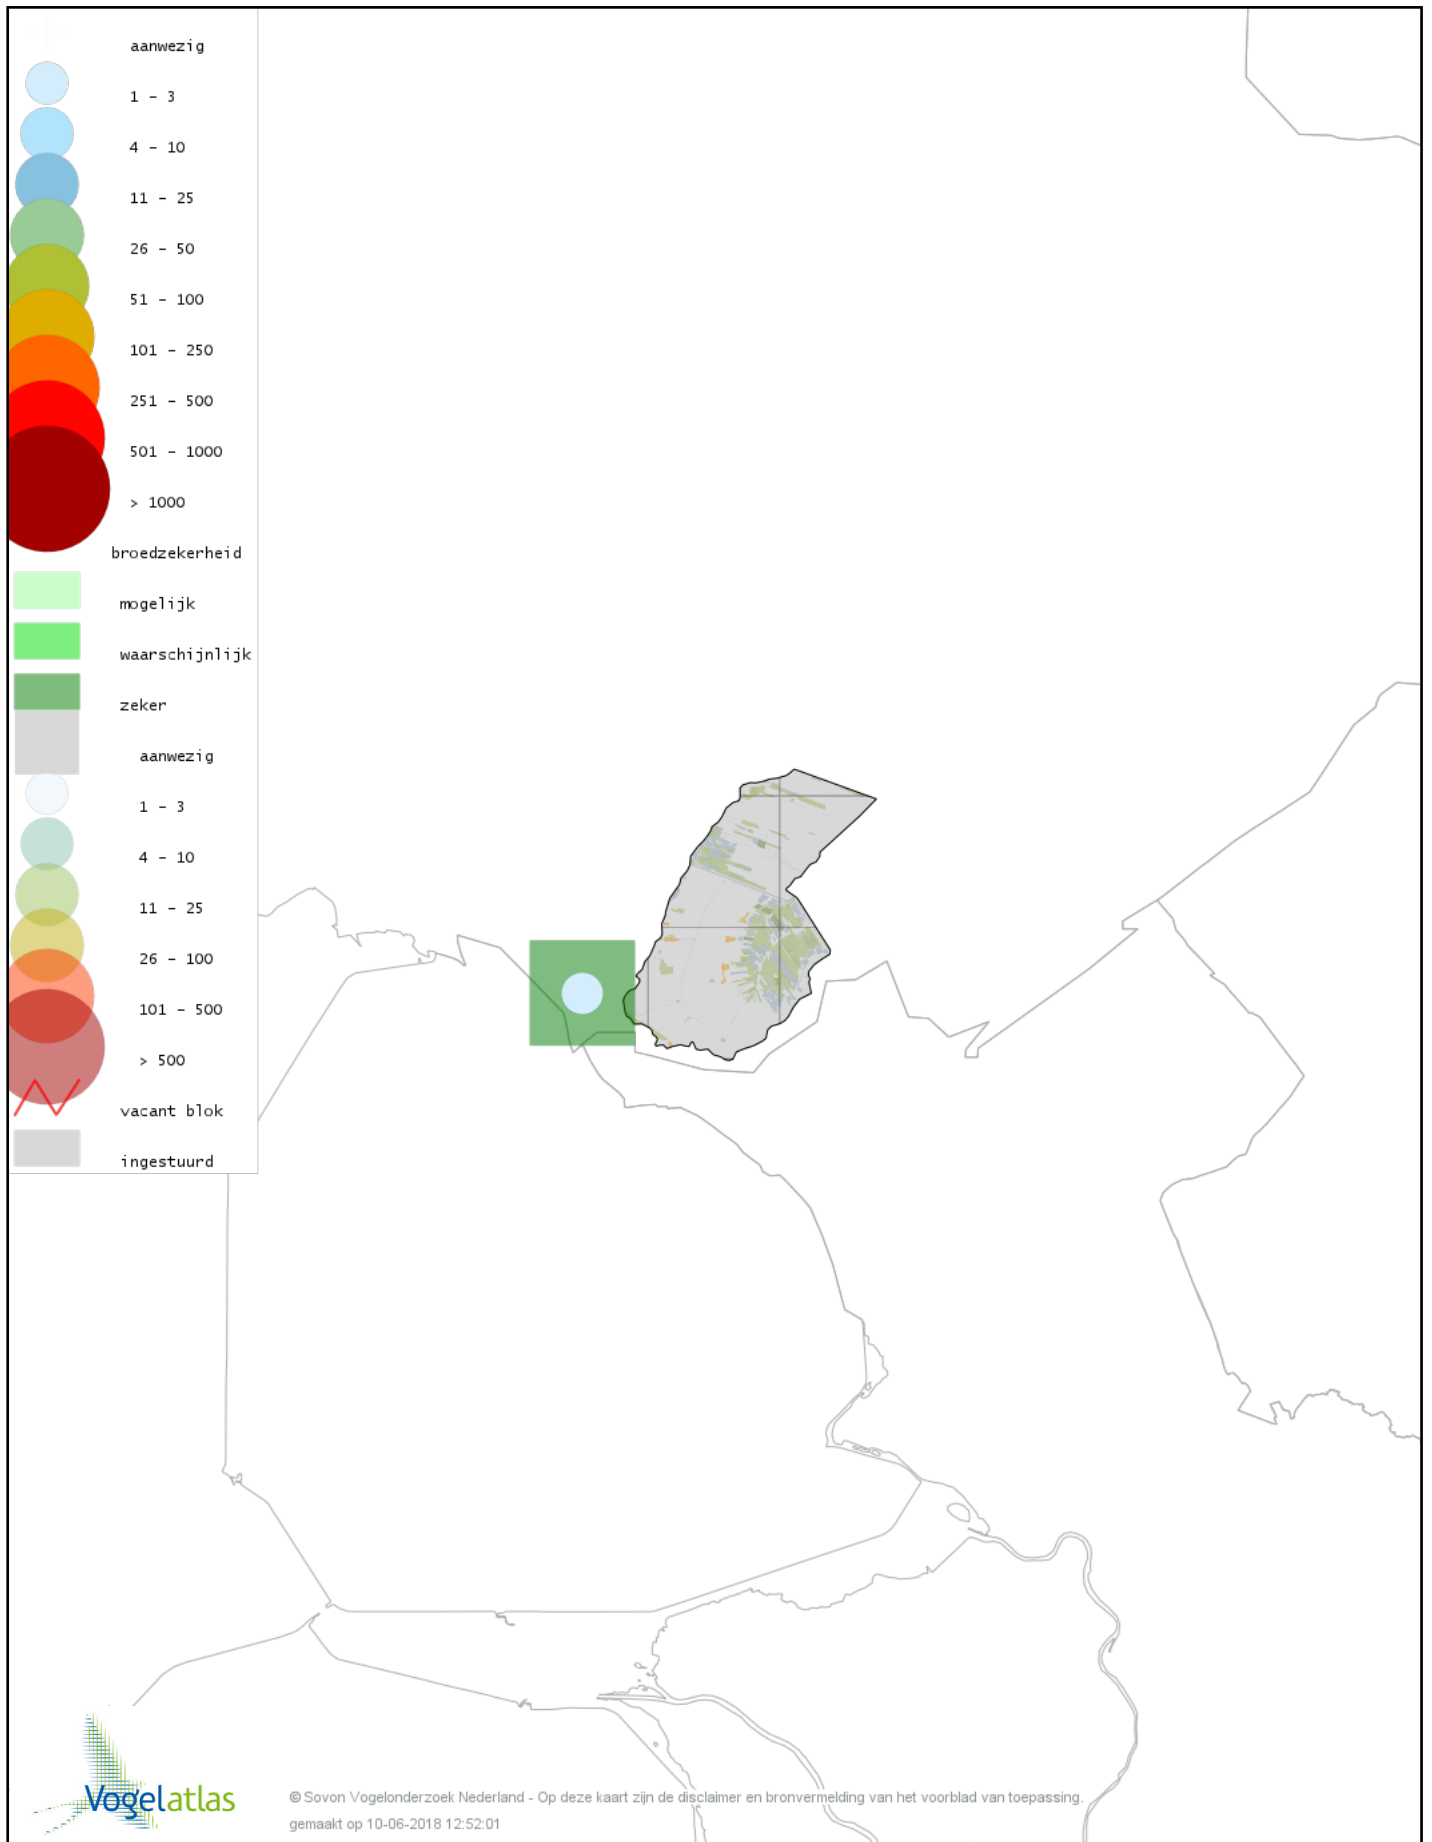 aanwezig
1 - 3
4 - 10
11 - 25
26 - 50
51 - 100
101 - 250
251 - 500
501 - 1000
> 1000
broedzekerheid
mogelijk
waarschijnlijk
zeker
aanwezig
1 - 3
4 - 10
11 - 25
26 - 100
101 - 500
> 500
vacant blok
ingestuurd
Vogelatlas
© Sovon Vogelonderzoek Nederland - Op deze kaart zijn de disclaimer en bronvermelding van het voorblad van toepassing.
gemaakt op 10-06-2018 12:52:01